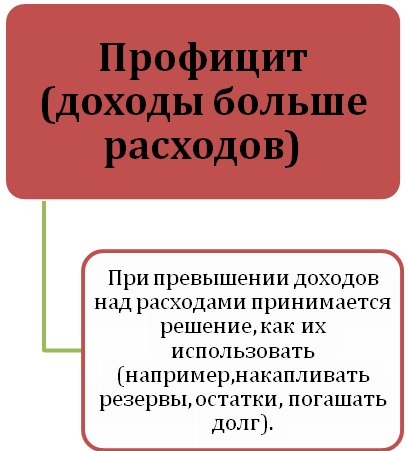 Профицит
(доходы больше
расходов)
При превышении доходов
над расходами принимается
решение, как их
использовать
(например,накапливать
резервы, остатки, погашать
долг).